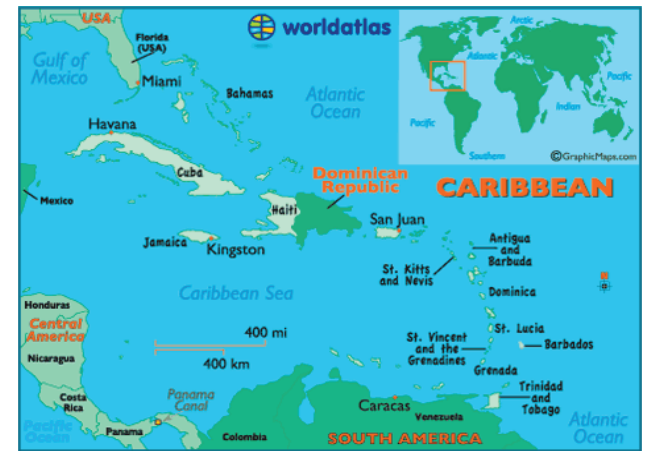 USA
worldatlas
Florida
(USA)
Gulf of
Mexico
Miami
Bahamas
Atlantic
Ocean
Arctic
Atlantic
Pacific
Indian
Pacific
Southern
©GraphicMaps.com
Havana
Cuba
Dominican
Republic
CARIBBEAN
Mexico
Haiti
San Juan
Jamaica
Kingston
Antigua
and
Barbuda
St. Kitts
and Nevis
Caribbean Sea
Dominica
Honduras
Central
America
400 mi
400 km
St. Lucia
St. Vincent
and the
Grenadines
Barbados
Nicaragua
Grenada
Costa
Rica
Panama
Canal
Trinidad
and
Tobago
Caracas
Venezuela
Pacific
Ocean
Panama
Colombia
SOUTH AMERICA
Atlantic
Ocean